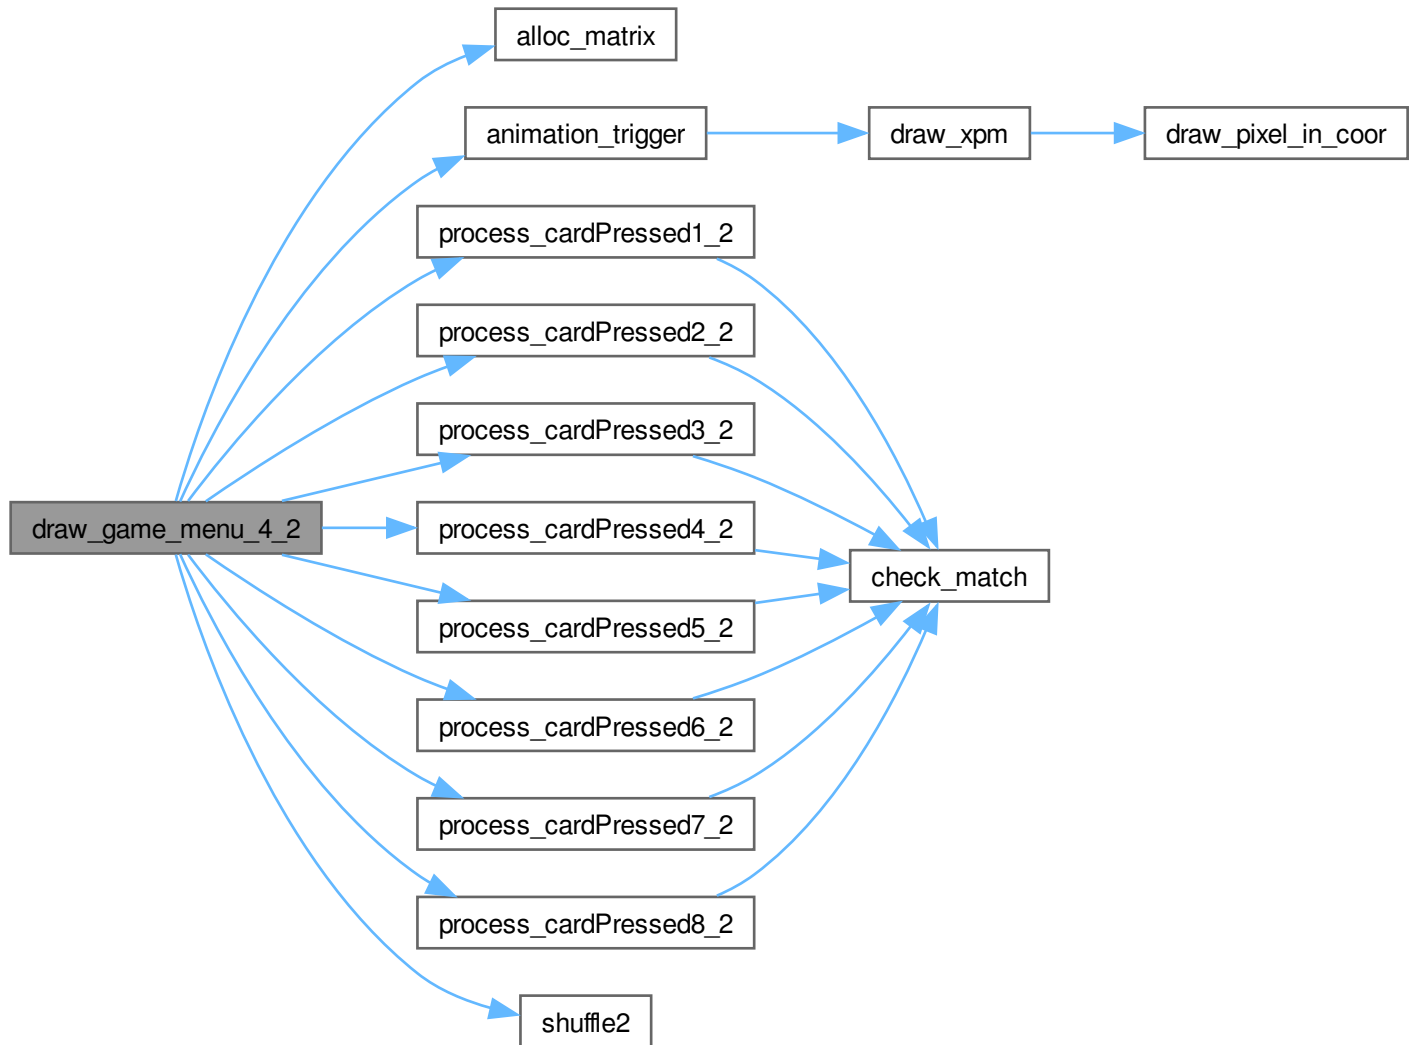 alloc_matrix
animation_trigger
draw_xpm
draw_pixel_in_coor
process_cardPressed1_2
process_cardPressed2_2
process_cardPressed3_2
draw_game_menu_4_2
process_cardPressed4_2
check_match
process_cardPressed5_2
process_cardPressed6_2
process_cardPressed7_2
process_cardPressed8_2
shuffle2